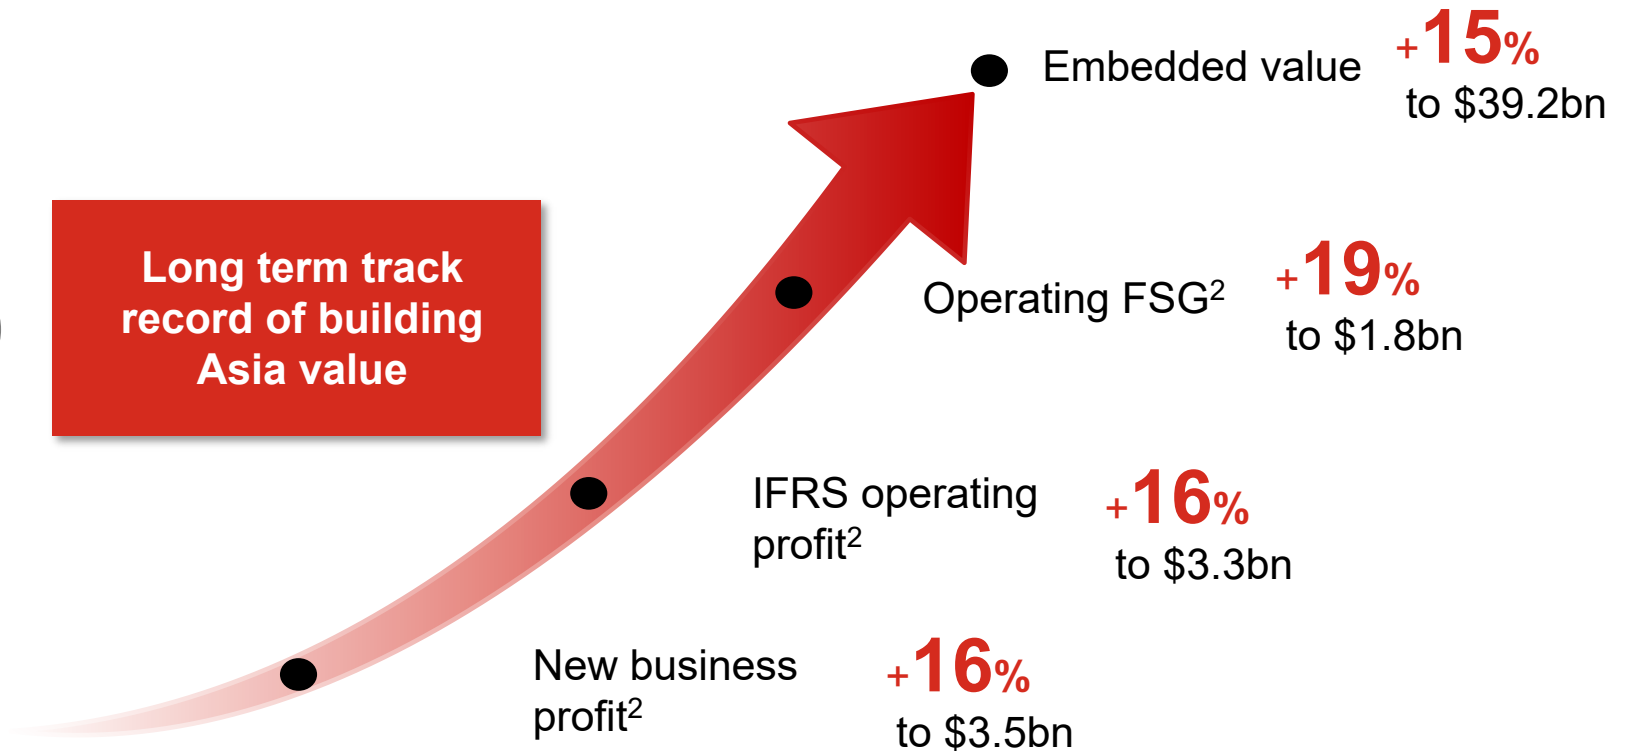 Embedded value
+15%
to $39.2bn
Long term track
record of building
Asia value
Operating FSG²
+19%
to $1.8bn
IFRS operating
profit²
+16%
to $3.3bn
New business
profit²
+16%
to $3.5bn